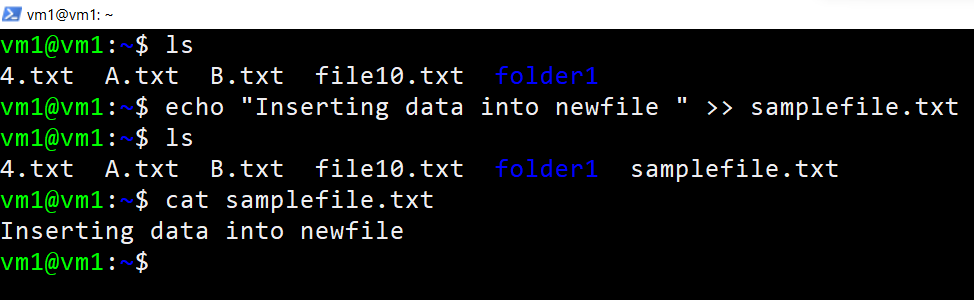 vm1@vm1: ~
vm1@vm1:~$ ls
4.txt  A.txt  B.txt  file10.txt  folder1
vm1@vm1:~$ echo "Inserting data into newfile " >> samplefile.txt
vm1@vm1:~$ ls
4.txt  A.txt  B.txt  file10.txt  folder1  samplefile.txt
vm1@vm1:~$ cat samplefile.txt
Inserting data into newfile
vm1@vm1:~$